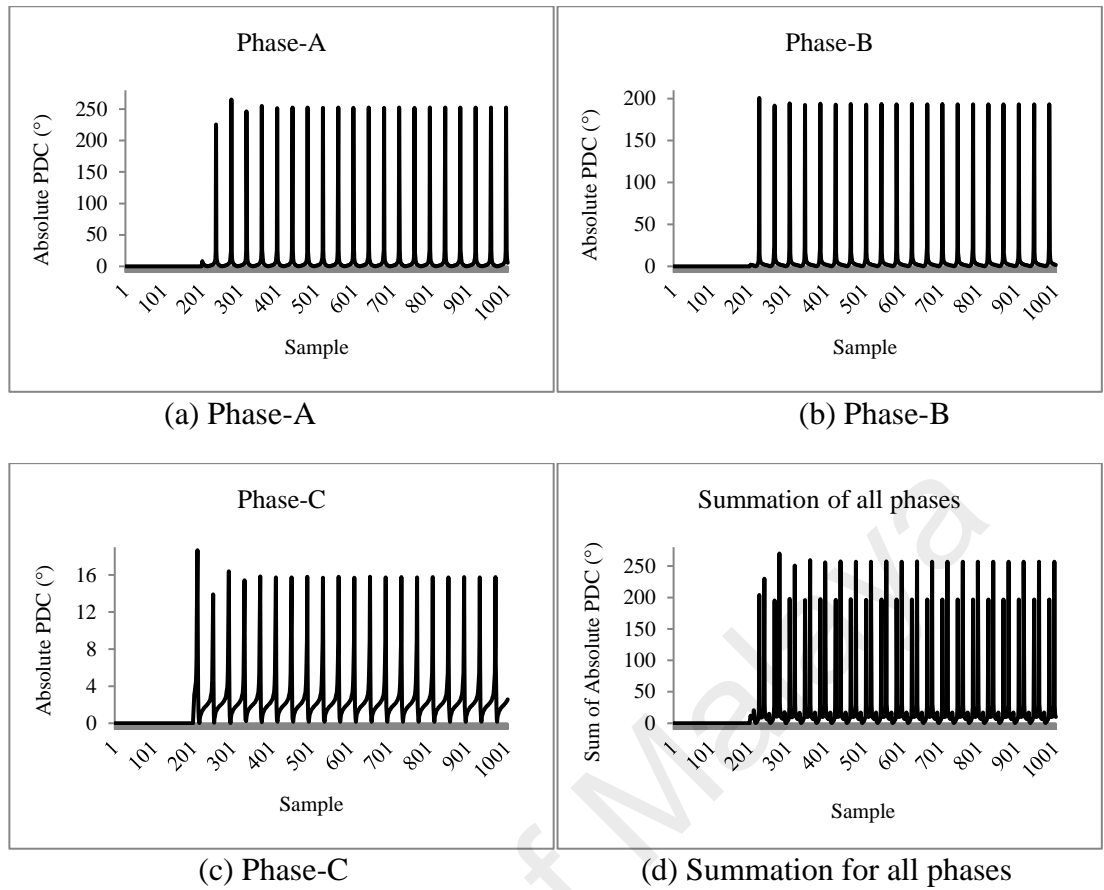 Phase-A
250
200
150
100
50
0
Absolute PDC (°)
1 101 201 301 401 501 601 701 801 901 1001
Sample
(a) Phase-A
Phase-B
200
150
100
50
0
Absolute PDC (°)
1 101 201 301 401 501 601 701 801 901 1001
Sample
(b) Phase-B
Phase-C
16
12
8
4
0
Absolute PDC (°)
1 101 201 301 401 501 601 701 801 901 1001
Sample
(c) Phase-C
Summation of all phases
250
200
150
100
50
0
Sum of Absolute PDC (°)
1 101 201 301 401 501 601 701 801 901 1001
Sample
(d) Summation for all phases
f Malaya